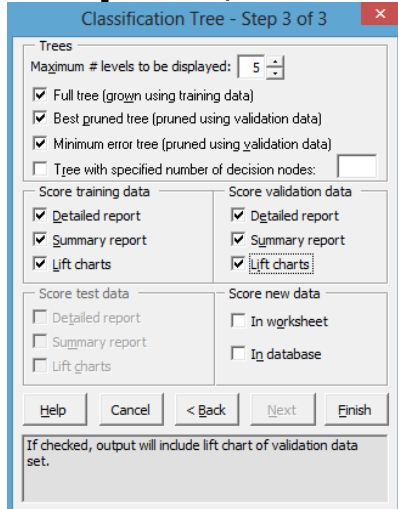 Classification Tree - Step 3 of 3
Trees
Maximum # levels to be displayed: 5
Full tree (grown using training data)
Best pruned tree (pruned using validation data)
Minimum error tree (pruned using validation data)
Tree with specified number of decision nodes:
Score training data
Detailed report
Summary report
Lift charts
Score validation data
Detailed report
Summary report
Lift charts
Score test data
Detailed report
Summary report
Lift charts
Score new data
In worksheet
In database
Help Cancel < Back Next Finish
If checked, output will include lift chart of validation data
set.